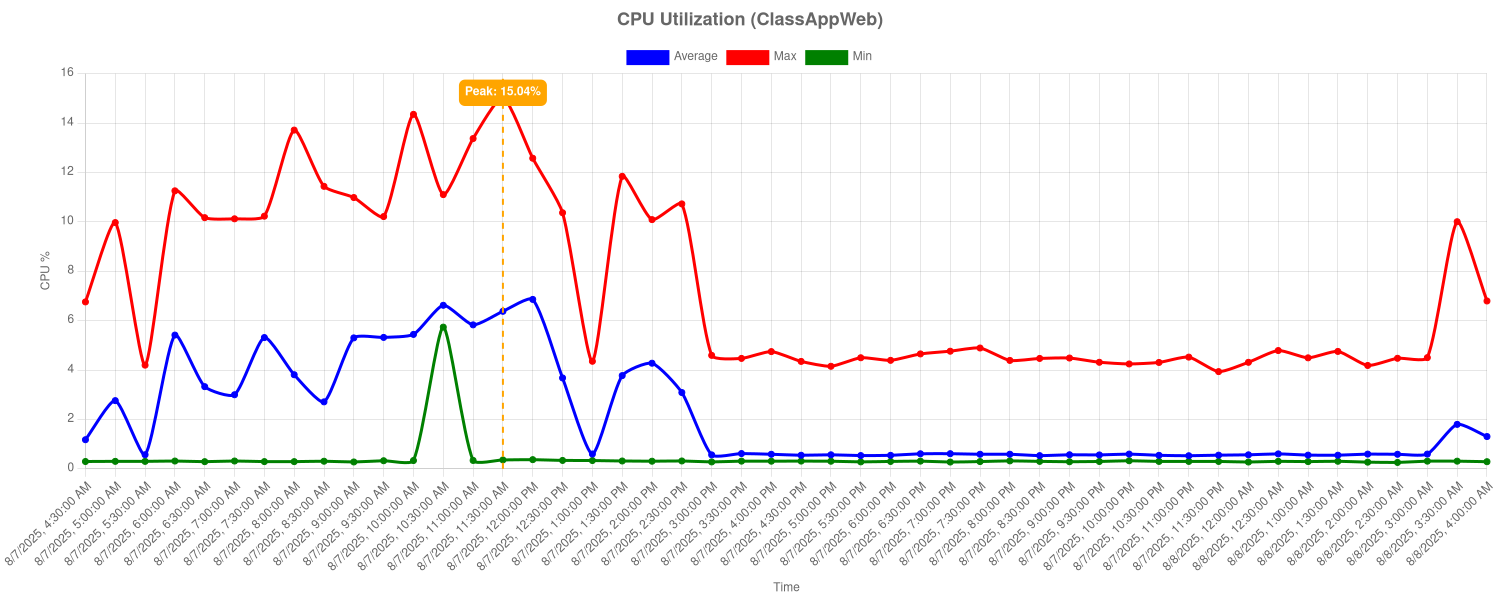 CPU Utilization (ClassAppWeb)
Average Max Min
Peak: 15.04%
16
14
12
10
8
6
4
2
0
CPU %
8/7/2025, 4:30:00 AM
8/7/2025, 5:00:00 AM
8/7/2025, 5:30:00 AM
8/7/2025, 6:00:00 AM
8/7/2025, 6:30:00 AM
8/7/2025, 7:00:00 AM
8/7/2025, 7:30:00 AM
8/7/2025, 8:00:00 AM
8/7/2025, 8:30:00 AM
8/7/2025, 9:00:00 AM
8/7/2025, 9:30:00 AM
8/7/2025, 10:00:00 AM
8/7/2025, 10:30:00 AM
8/7/2025, 11:00:00 AM
8/7/2025, 11:30:00 AM
8/7/2025, 12:00:00 PM
8/7/2025, 12:30:00 PM
8/7/2025, 1:00:00 PM
8/7/2025, 1:30:00 PM
8/7/2025, 2:00:00 PM
8/7/2025, 2:30:00 PM
8/7/2025, 3:00:00 PM
8/7/2025, 3:30:00 PM
8/7/2025, 4:00:00 PM
8/7/2025, 4:30:00 PM
8/7/2025, 5:00:00 PM
8/7/2025, 5:30:00 PM
8/7/2025, 6:00:00 PM
8/7/2025, 6:30:00 PM
8/7/2025, 7:00:00 PM
8/7/2025, 7:30:00 PM
8/7/2025, 8:00:00 PM
8/7/2025, 8:30:00 PM
8/7/2025, 9:00:00 PM
8/7/2025, 9:30:00 PM
8/7/2025, 10:00:00 PM
8/7/2025, 10:30:00 PM
8/7/2025, 11:00:00 PM
8/7/2025, 11:30:00 PM
8/8/2025, 12:00:00 AM
8/8/2025, 12:30:00 AM
8/8/2025, 1:00:00 AM
8/8/2025, 1:30:00 AM
8/8/2025, 2:00:00 AM
8/8/2025, 2:30:00 AM
8/8/2025, 3:00:00 AM
8/8/2025, 3:30:00 AM
8/8/2025, 4:00:00 AM
Time